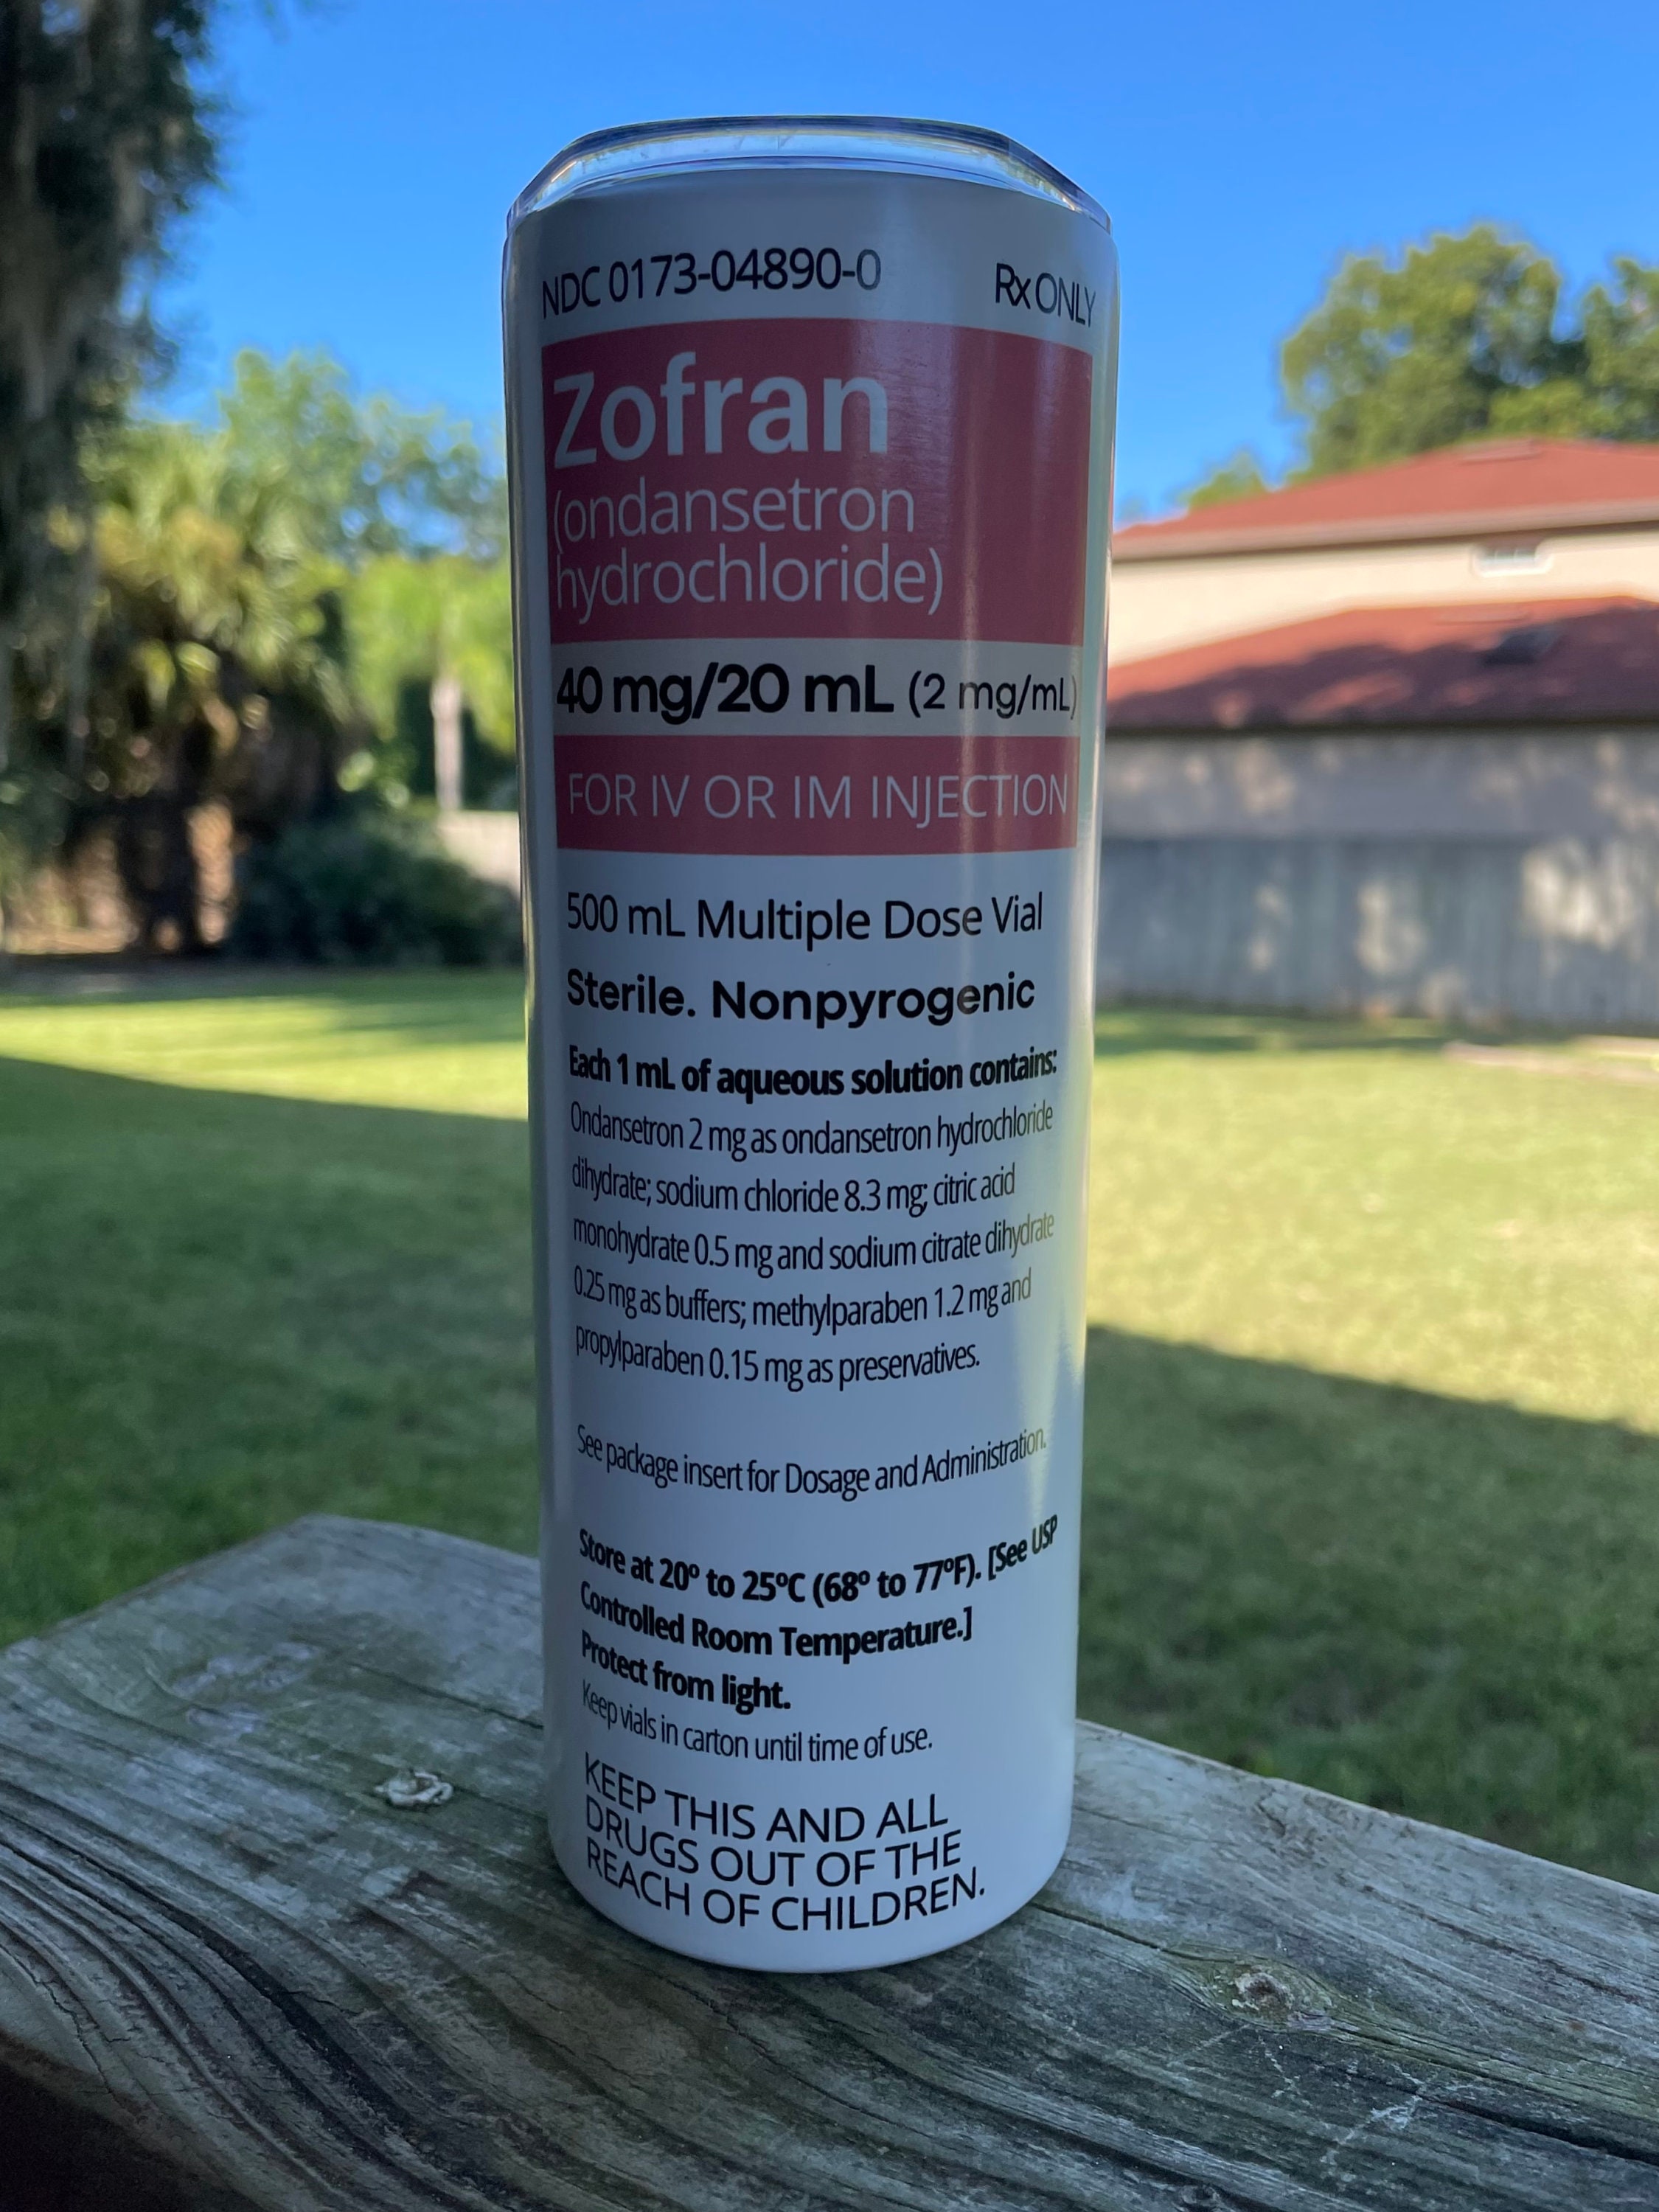 NDC 0173-04890-0 Rx ONLY
Zofran
(ondansetron
hydrochloride)
40 mg/20 mL (2 mg/mL)
FOR IV OR IM INJECTION
500 mL Multiple Dose Vial
Sterile. Nonpyrogenic
Each 1 mL of aqueous solution contains:
Ondansetron 2 mg as ondansetron hydrochloride
dihydrate; sodium chloride 8.3 mg; citric acid
monohydrate 0.5 mg and sodium citrate dihydrate
0.25 mg as buffers; methylparaben 1.2 mg and
propylparaben 0.15 mg as preservatives.
See package insert for Dosage and Administration.
Store at 20º to 25ºC (68º to 77ºF). [See USP
Controlled Room Temperature.]
Protect from light.
Keep vials in carton until time of use.
KEEP THIS AND ALL
DRUGS OUT OF THE
REACH OF CHILDREN.